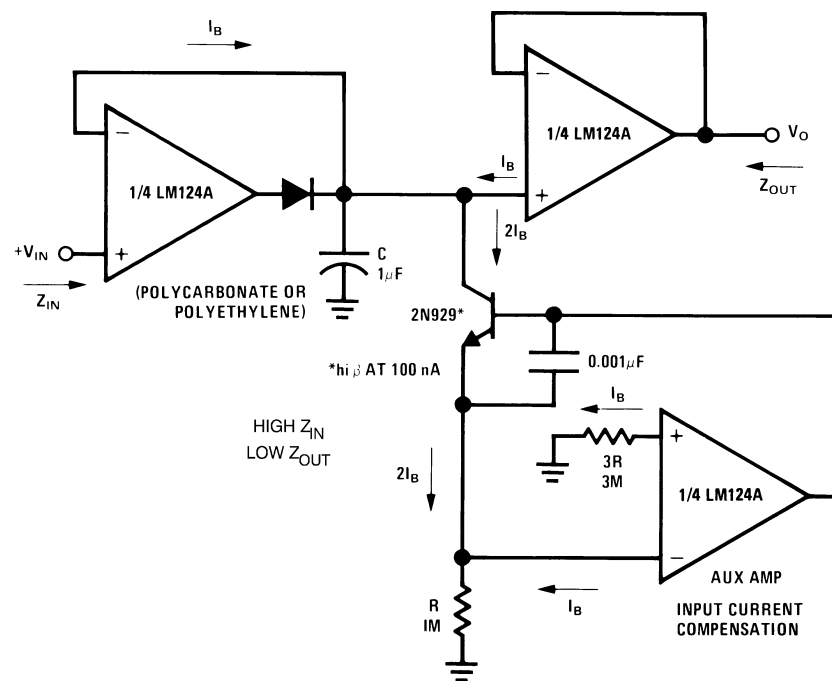 I_B
−
1/4 LM124A
+V_IN
+
Z_IN
C
1μF
(POLYCARBONATE OR
POLYETHYLENE)
−
1/4 LM124A
+
I_B
V_O
Z_OUT
2I_B
2N929*
*hi β AT 100 nA
0.001μF
HIGH Z_IN
LOW Z_OUT
I_B
3R
3M
+
1/4 LM124A
−
2I_B
I_B
R
IM
AUX AMP
INPUT CURRENT
COMPENSATION